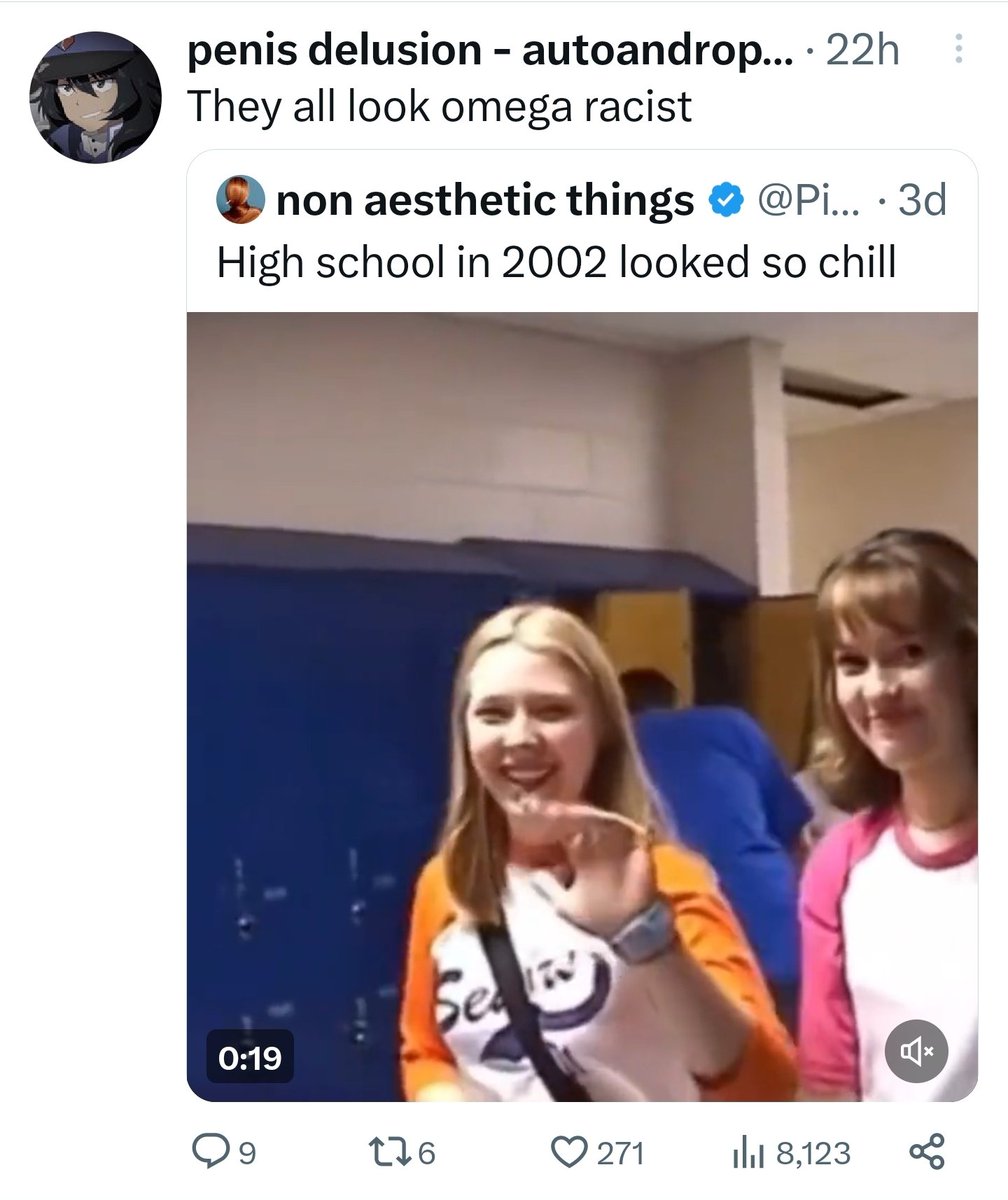 penis delusion - autoandrop... · 22h
They all look omega racist
non aesthetic things @Pi... · 3d
High school in 2002 looked so chill
0:19
9 6 271 8,123